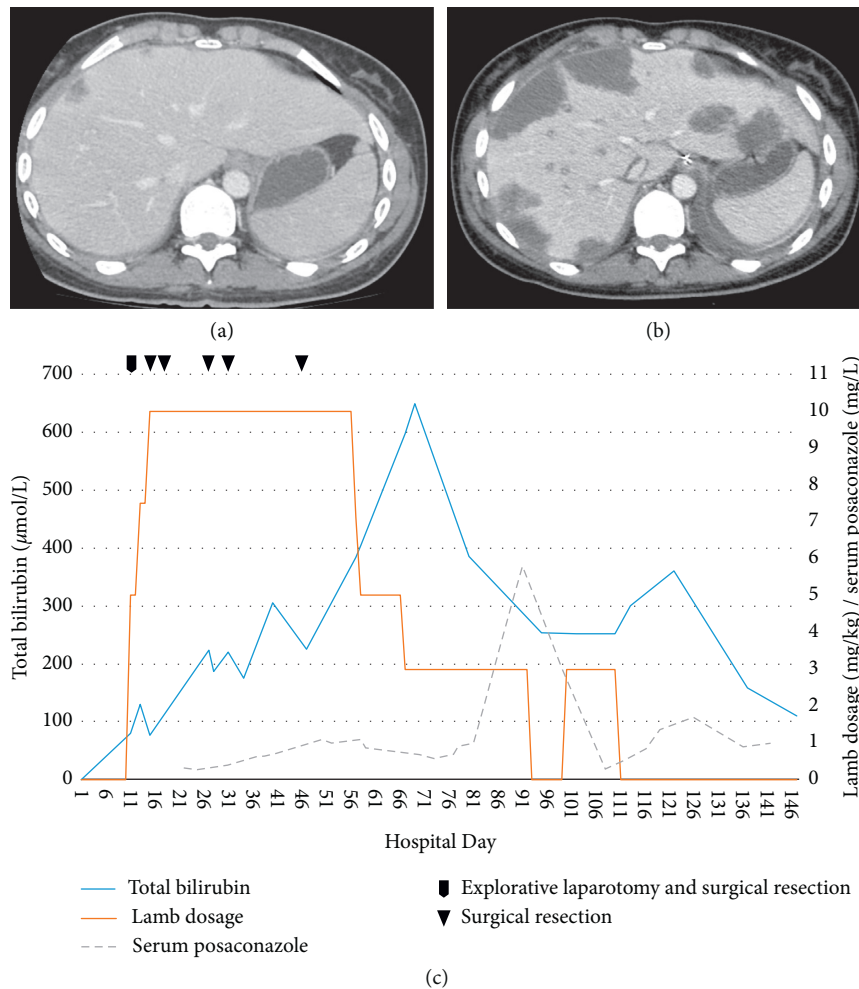 (a)
(b)
Total bilirubin (μmol/L)
700
600
500
400
300
200
100
0
11
10
9
8
7
6
5
4
3
2
1
0
Lamb dosage (mg/kg) / serum posaconazole (mg/L)
1 6 11 16 21 26 31 36 41 46 51 56 61 66 71 76 81 86 91 96 101 106 111 116 121 126 131 136 141 146
Hospital Day
Total bilirubin
Lamb dosage
Serum posaconazole
Explorative laparotomy and surgical resection
Surgical resection
(c)